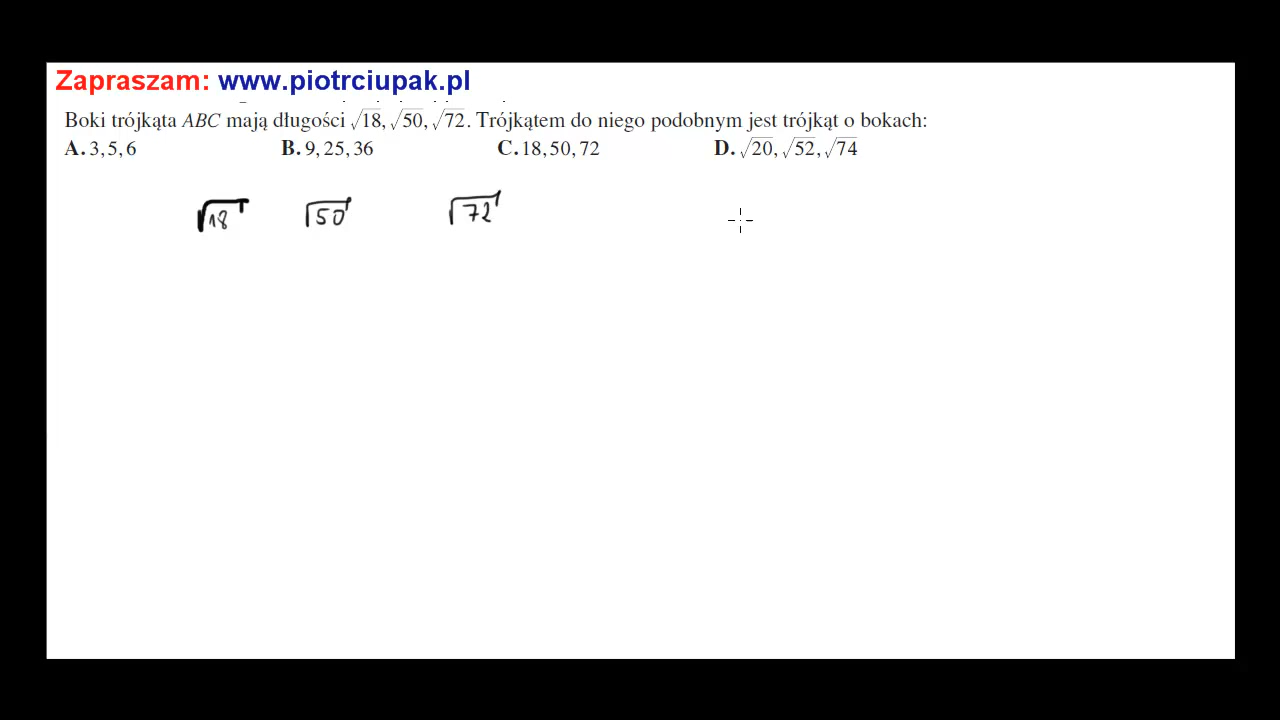 Zapraszam: www.piotrciupak.pl
Boki trójkąta ABC mają długości √18, √50, √72. Trójkątem do niego podobnym jest trójkąt o bokach:
A. 3, 5, 6 B. 9, 25, 36 C. 18, 50, 72 D. √20, √52, √74
√18 √50 √72